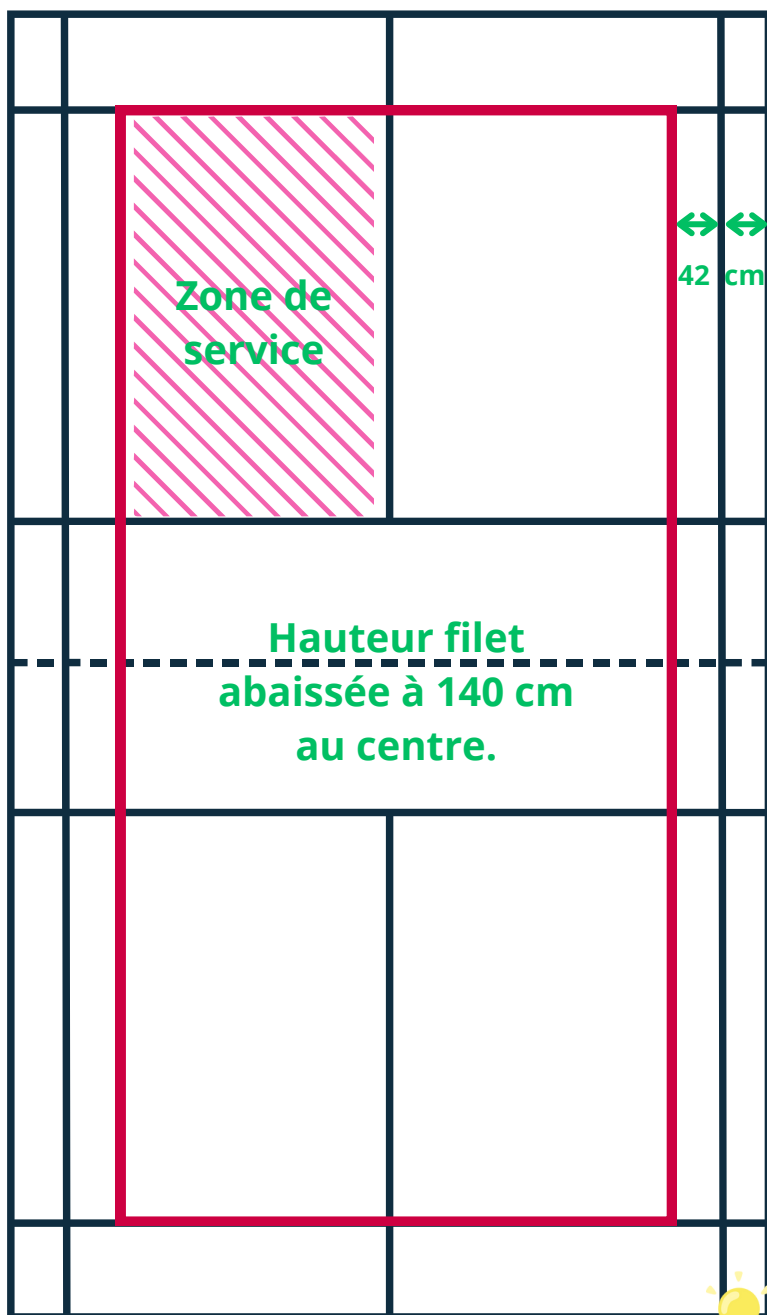 42 cm
Zone de
service
Hauteur filet
abaissée à 140 cm
au centre.